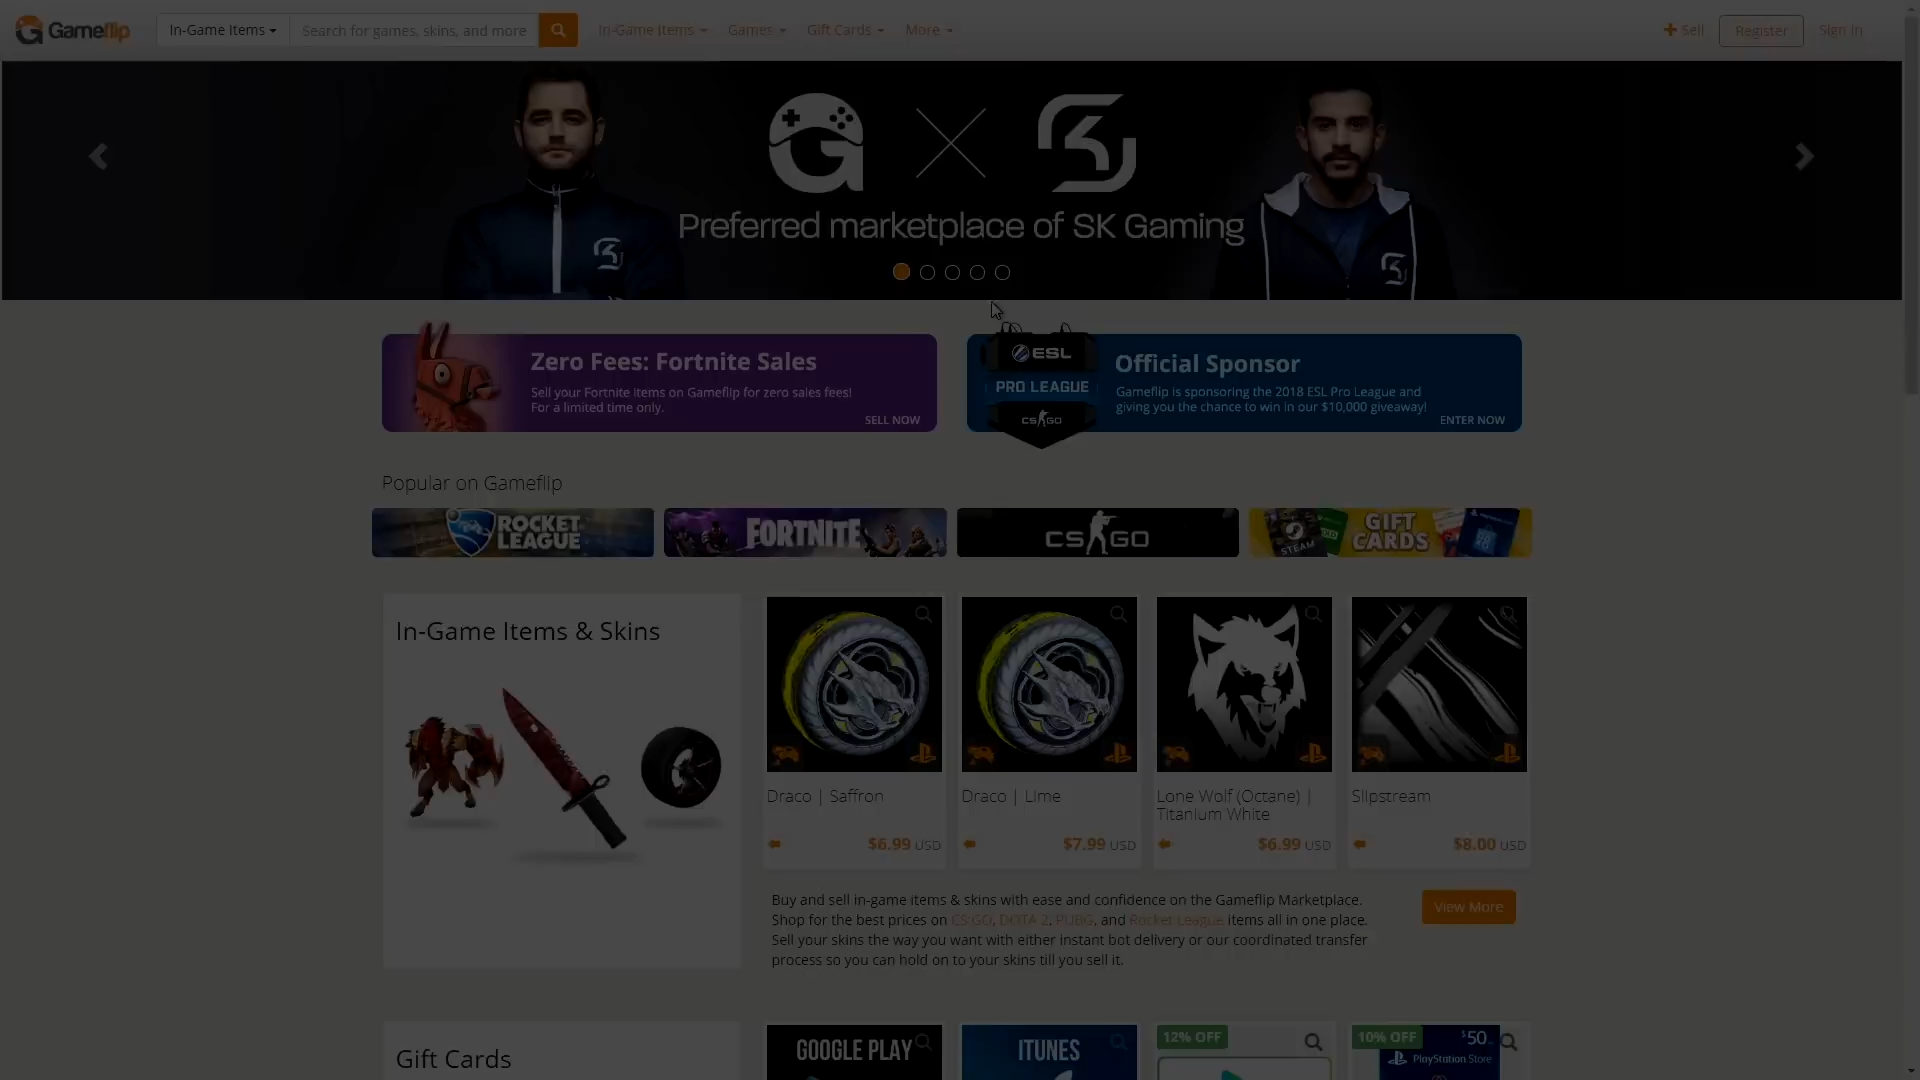 Gameflip
In-Game Items
Search for games, skins, and more
In-Game Items
Games
Gift Cards
More
Sell
Register
Sign In
Preferred marketplace of SK Gaming
Zero Fees: Fortnite Sales
Sell your Fortnite items on Gameflip for zero sales fees!
For a limited time only.
SELL NOW
ESL
PRO LEAGUE
CS GO
Official Sponsor
Gameflip is sponsoring the 2018 ESL Pro League and
giving you the chance to win in our $10,000 giveaway!
ENTER NOW
Popular on Gameflip
ROCKET
LEAGUE
FORTNITE
CS GO
STEAM
GIFT
CARDS
In-Game Items & Skins
Draco | Saffron
$6.99 USD
Draco | Lime
$7.99 USD
Lone Wolf (Octane) |
Titanium White
$6.99 USD
Slipstream
$8.00 USD
Buy and sell in-game items & skins with ease and confidence on the Gameflip Marketplace.
Shop for the best prices on CS:GO, DOTA 2, PUBG, and Rocket League items all in one place.
Sell your skins the way you want with either instant bot delivery or our coordinated transfer
process so you can hold on to your skins till you sell it.
View More
Gift Cards
GOOGLE PLAY
ITUNES
12% OFF
10% OFF
$50
PlayStation Store